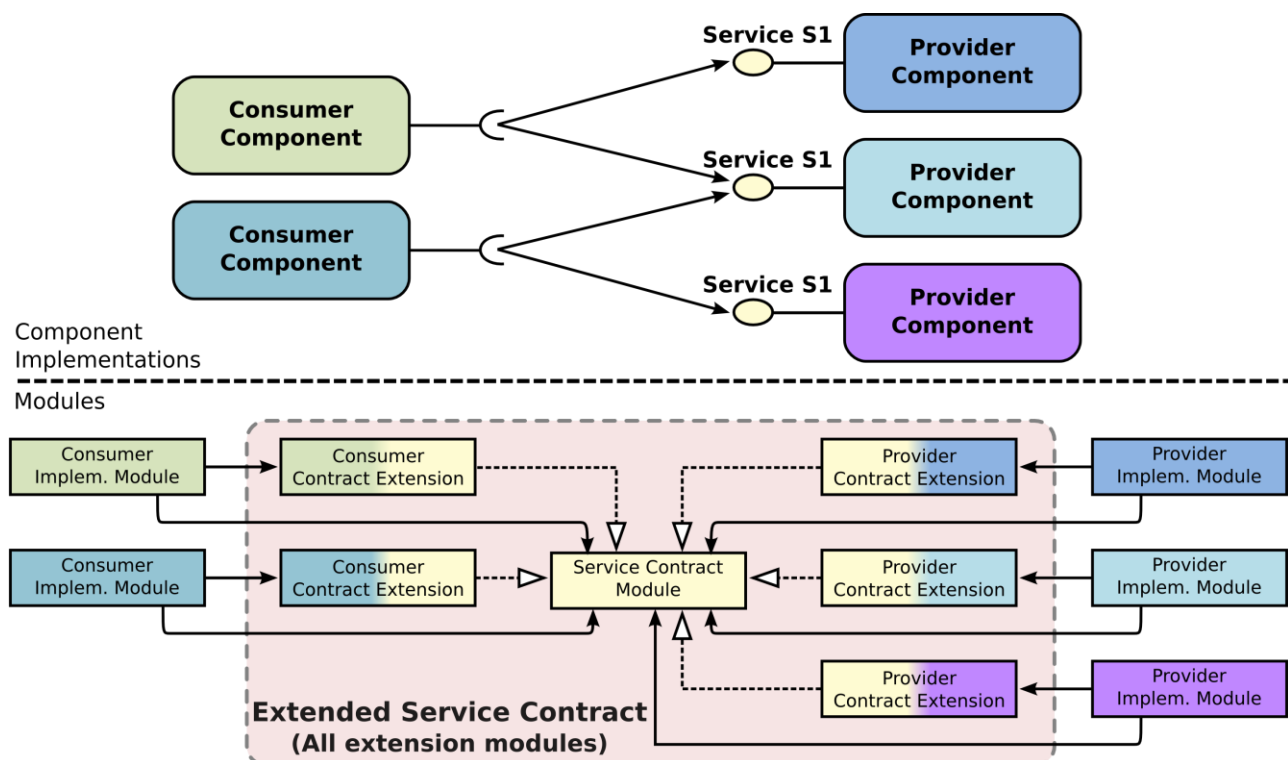 Service S1
Provider
Component
Consumer
Component
Service S1
Provider
Component
Consumer
Component
Service S1
Provider
Component
Component
Implementations
Modules
Consumer
Implem. Module
Consumer
Contract Extension
Provider
Contract Extension
Provider
Implem. Module
Consumer
Implem. Module
Consumer
Contract Extension
Service Contract
Module
Provider
Contract Extension
Provider
Implem. Module
Provider
Contract Extension
Provider
Implem. Module
Extended Service Contract
(All extension modules)